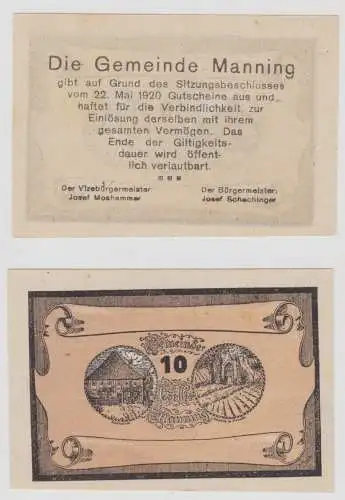 Die Gemeinde Manning
gibt auf Grund des Sitzungsbeschlusses
vom 22. Mai 1920 Gutscheine aus und
haftet für die Verbindlichkeit zur
Einlösung derselben mit ihrem
gesamten Vermögen. Das
Ende der Giltigkeits-
dauer wird öffent-
lich verlautbart.
Der Vizebürgermeister Der Bürgermeister:
Josef Moshammer Josef Schachinger
10